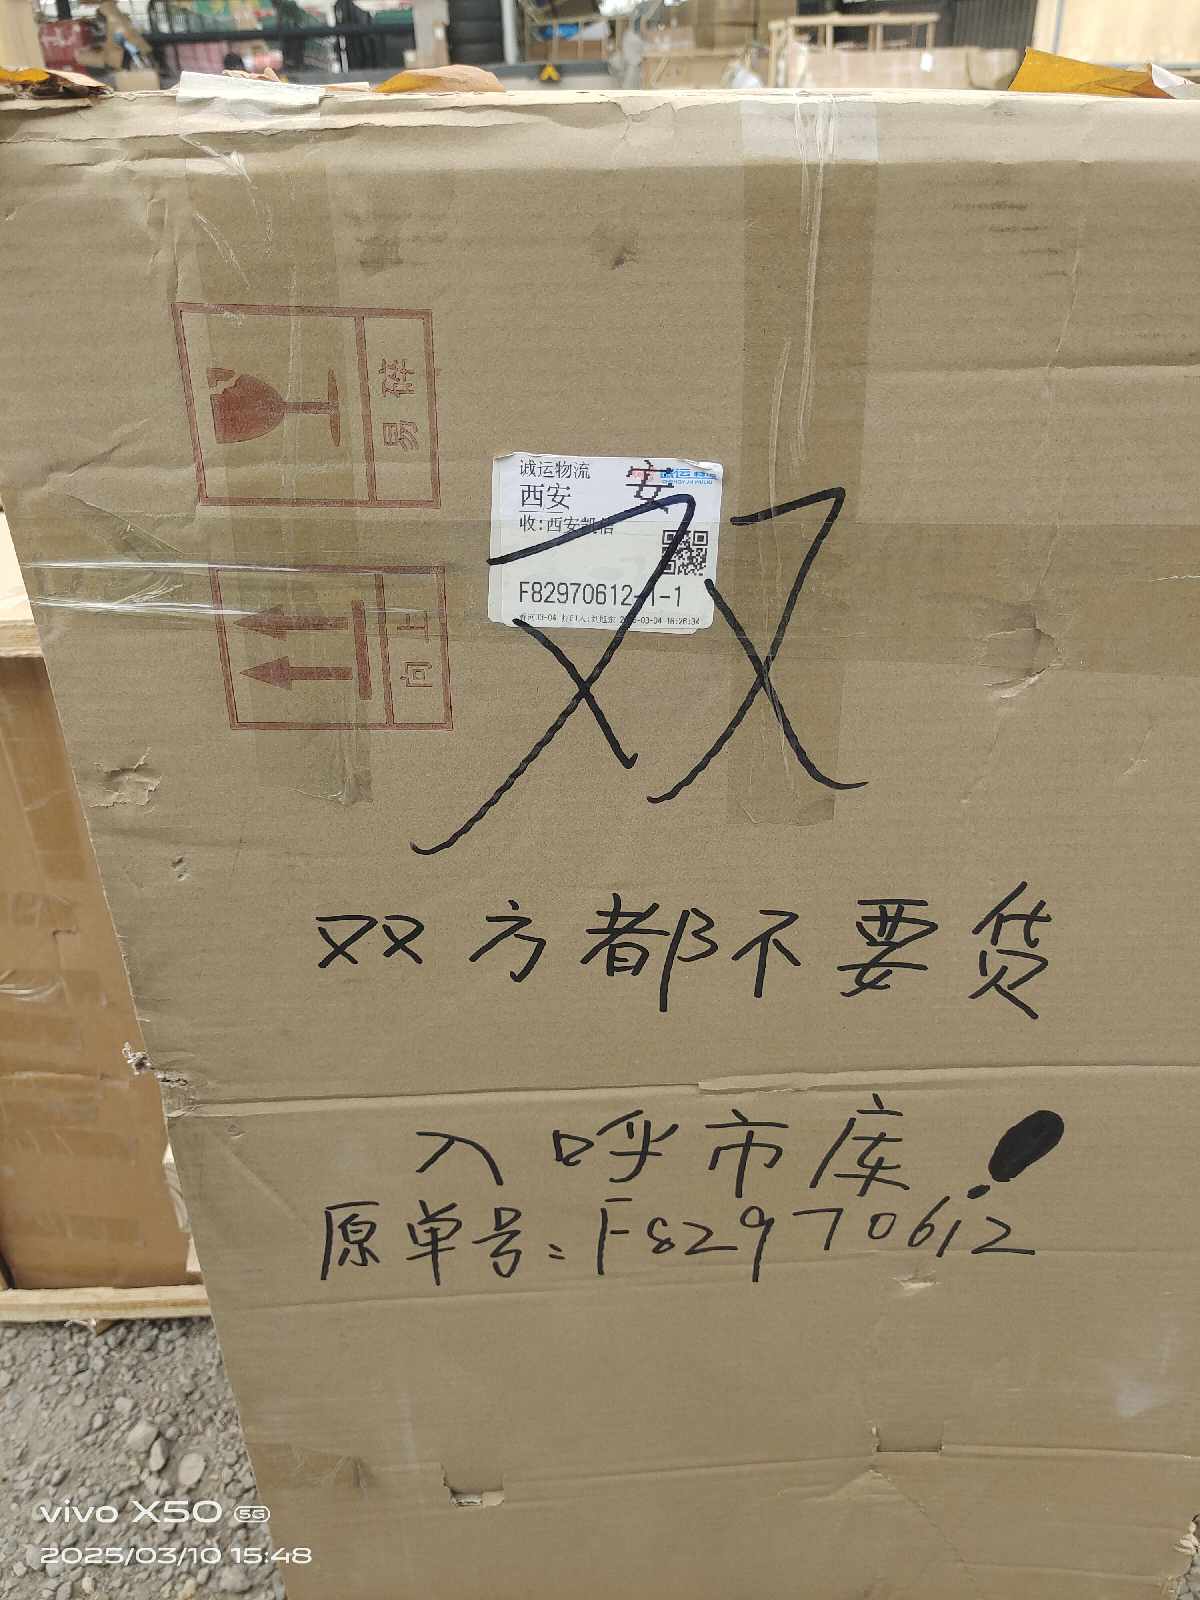 易碎
诚运物流
西安
安
收:西安凯信
F82970612-1-1
向上
双
双方都不要货
入呼市库!
原单号:F82970612
vivo X50 5G
2025/03/10 15:48